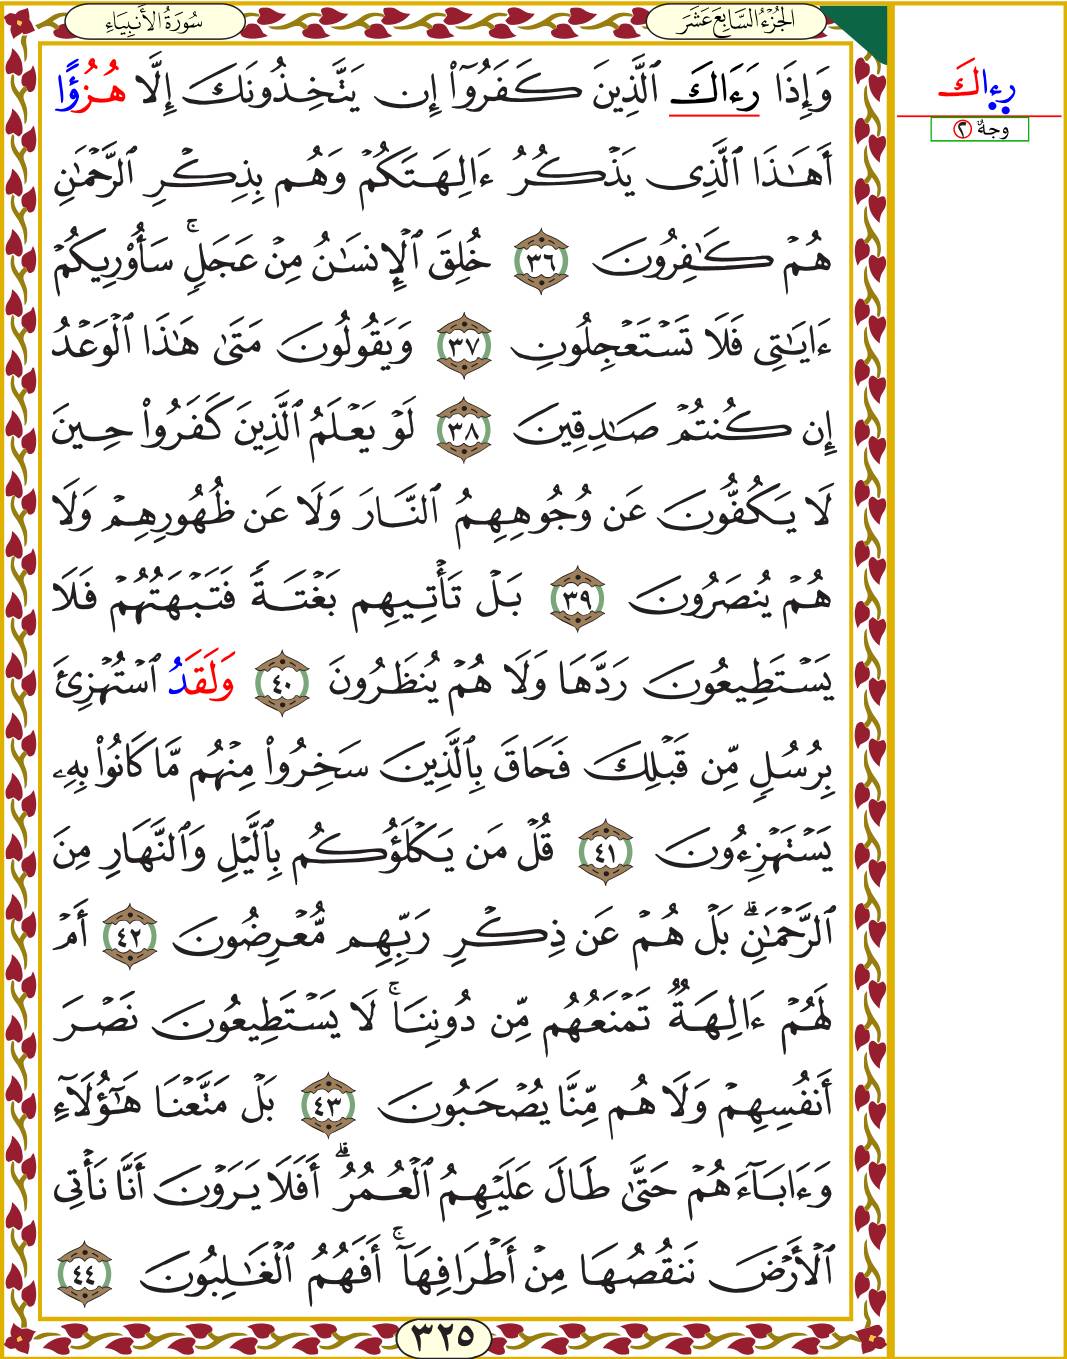 سُورَةُ الأَنبِيَاءِ
الجُزْءُ السَّابِعَ عَشَرَ
وَإِذَا رَءَاكَ ٱلَّذِينَ كَفَرُوٓاْ إِن يَتَّخِذُونَكَ إِلَّا هُزُؤًا
أَهَٰذَا ٱلَّذِى يَذْكُرُ ءَالِهَتَكُمْ وَهُم بِذِكْرِ ٱلرَّحْمَٰنِ
هُمْ كَٰفِرُونَ ٣٦ خُلِقَ ٱلْإِنسَٰنُ مِنْ عَجَلٍ ۚ سَأُوْرِيكُمْ
ءَايَٰتِى فَلَا تَسْتَعْجِلُونِ ٣٧ وَيَقُولُونَ مَتَىٰ هَٰذَا ٱلْوَعْدُ
إِن كُنتُمْ صَٰدِقِينَ ٣٨ لَوْ يَعْلَمُ ٱلَّذِينَ كَفَرُواْ حِينَ
لَا يَكُفُّونَ عَن وُجُوهِهِمُ ٱلنَّارَ وَلَا عَن ظُهُورِهِمْ وَلَا
هُمْ يُنصَرُونَ ٣٩ بَلْ تَأْتِيهِم بَغْتَةً فَتَبْهَتُهُمْ فَلَا
يَسْتَطِيعُونَ رَدَّهَا وَلَا هُمْ يُنظَرُونَ ٤٠ وَلَقَدُ ٱسْتُهْزِئَ
بِرُسُلٍ مِّن قَبْلِكَ فَحَاقَ بِٱلَّذِينَ سَخِرُواْ مِنْهُم مَّا كَانُواْ بِهِۦ
يَسْتَهْزِءُونَ ٤١ قُلْ مَن يَكْلَؤُكُم بِٱلَّيْلِ وَٱلنَّهَارِ مِنَ
ٱلرَّحْمَٰنِ ۗ بَلْ هُمْ عَن ذِكْرِ رَبِّهِم مُّعْرِضُونَ ٤٢ أَمْ
لَهُمْ ءَالِهَةٌ تَمْنَعُهُم مِّن دُونِنَا ۚ لَا يَسْتَطِيعُونَ نَصْرَ
أَنفُسِهِمْ وَلَا هُم مِّنَّا يُصْحَبُونَ ٤٣ بَلْ مَتَّعْنَا هَٰٓؤُلَآءِ
وَءَابَآءَهُمْ حَتَّىٰ طَالَ عَلَيْهِمُ ٱلْعُمُرُ ۗ أَفَلَا يَرَوْنَ أَنَّا نَأْتِى
ٱلْأَرْضَ نَنقُصُهَا مِنْ أَطْرَافِهَآ ۚ أَفَهُمُ ٱلْغَٰلِبُونَ ٤٤
٣٢٥
رءاكَ
وجهٌ ٢